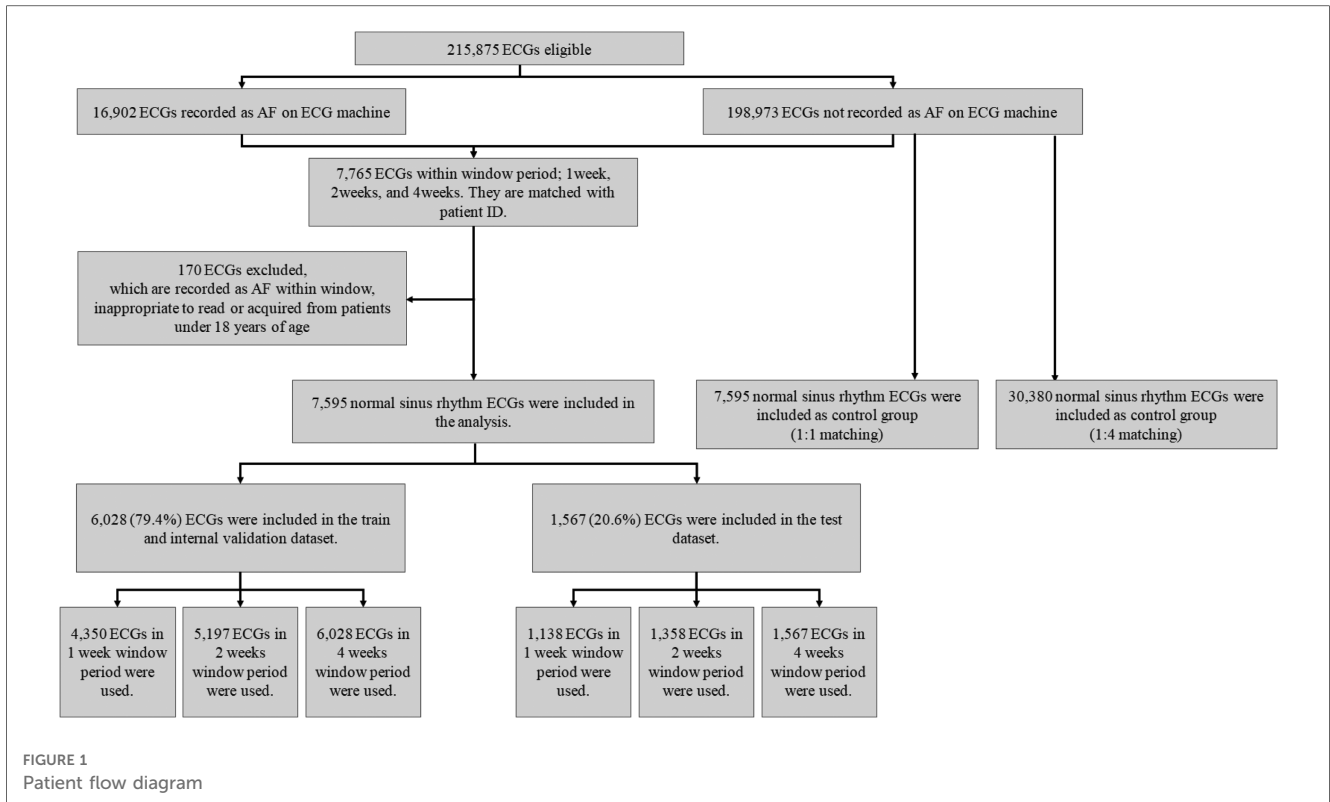 215,875 ECGs eligible
16,902 ECGs recorded as AF on ECG machine
198,973 ECGs not recorded as AF on ECG machine
7,765 ECGs within window period; 1week,
2weeks, and 4weeks. They are matched with
patient ID.
170 ECGs excluded,
which are recorded as AF within window,
inappropriate to read or acquired from patients
under 18 years of age
7,595 normal sinus rhythm ECGs were included in
the analysis.
7,595 normal sinus rhythm ECGs were
included as control group
(1:1 matching)
30,380 normal sinus rhythm ECGs were
included as control group
(1:4 matching)
6,028 (79.4%) ECGs were included in the train
and internal validation dataset.
1,567 (20.6%) ECGs were included in the test
dataset.
4,350 ECGs in
1 week window
period were
used.
5,197 ECGs in
2 weeks
window period
were used.
6,028 ECGs in
4 weeks
window period
were used.
1,138 ECGs in
1 week window
period were
used.
1,358 ECGs in
2 weeks
window period
were used.
1,567 ECGs in
4 weeks
window period
were used.
FIGURE 1
Patient flow diagram